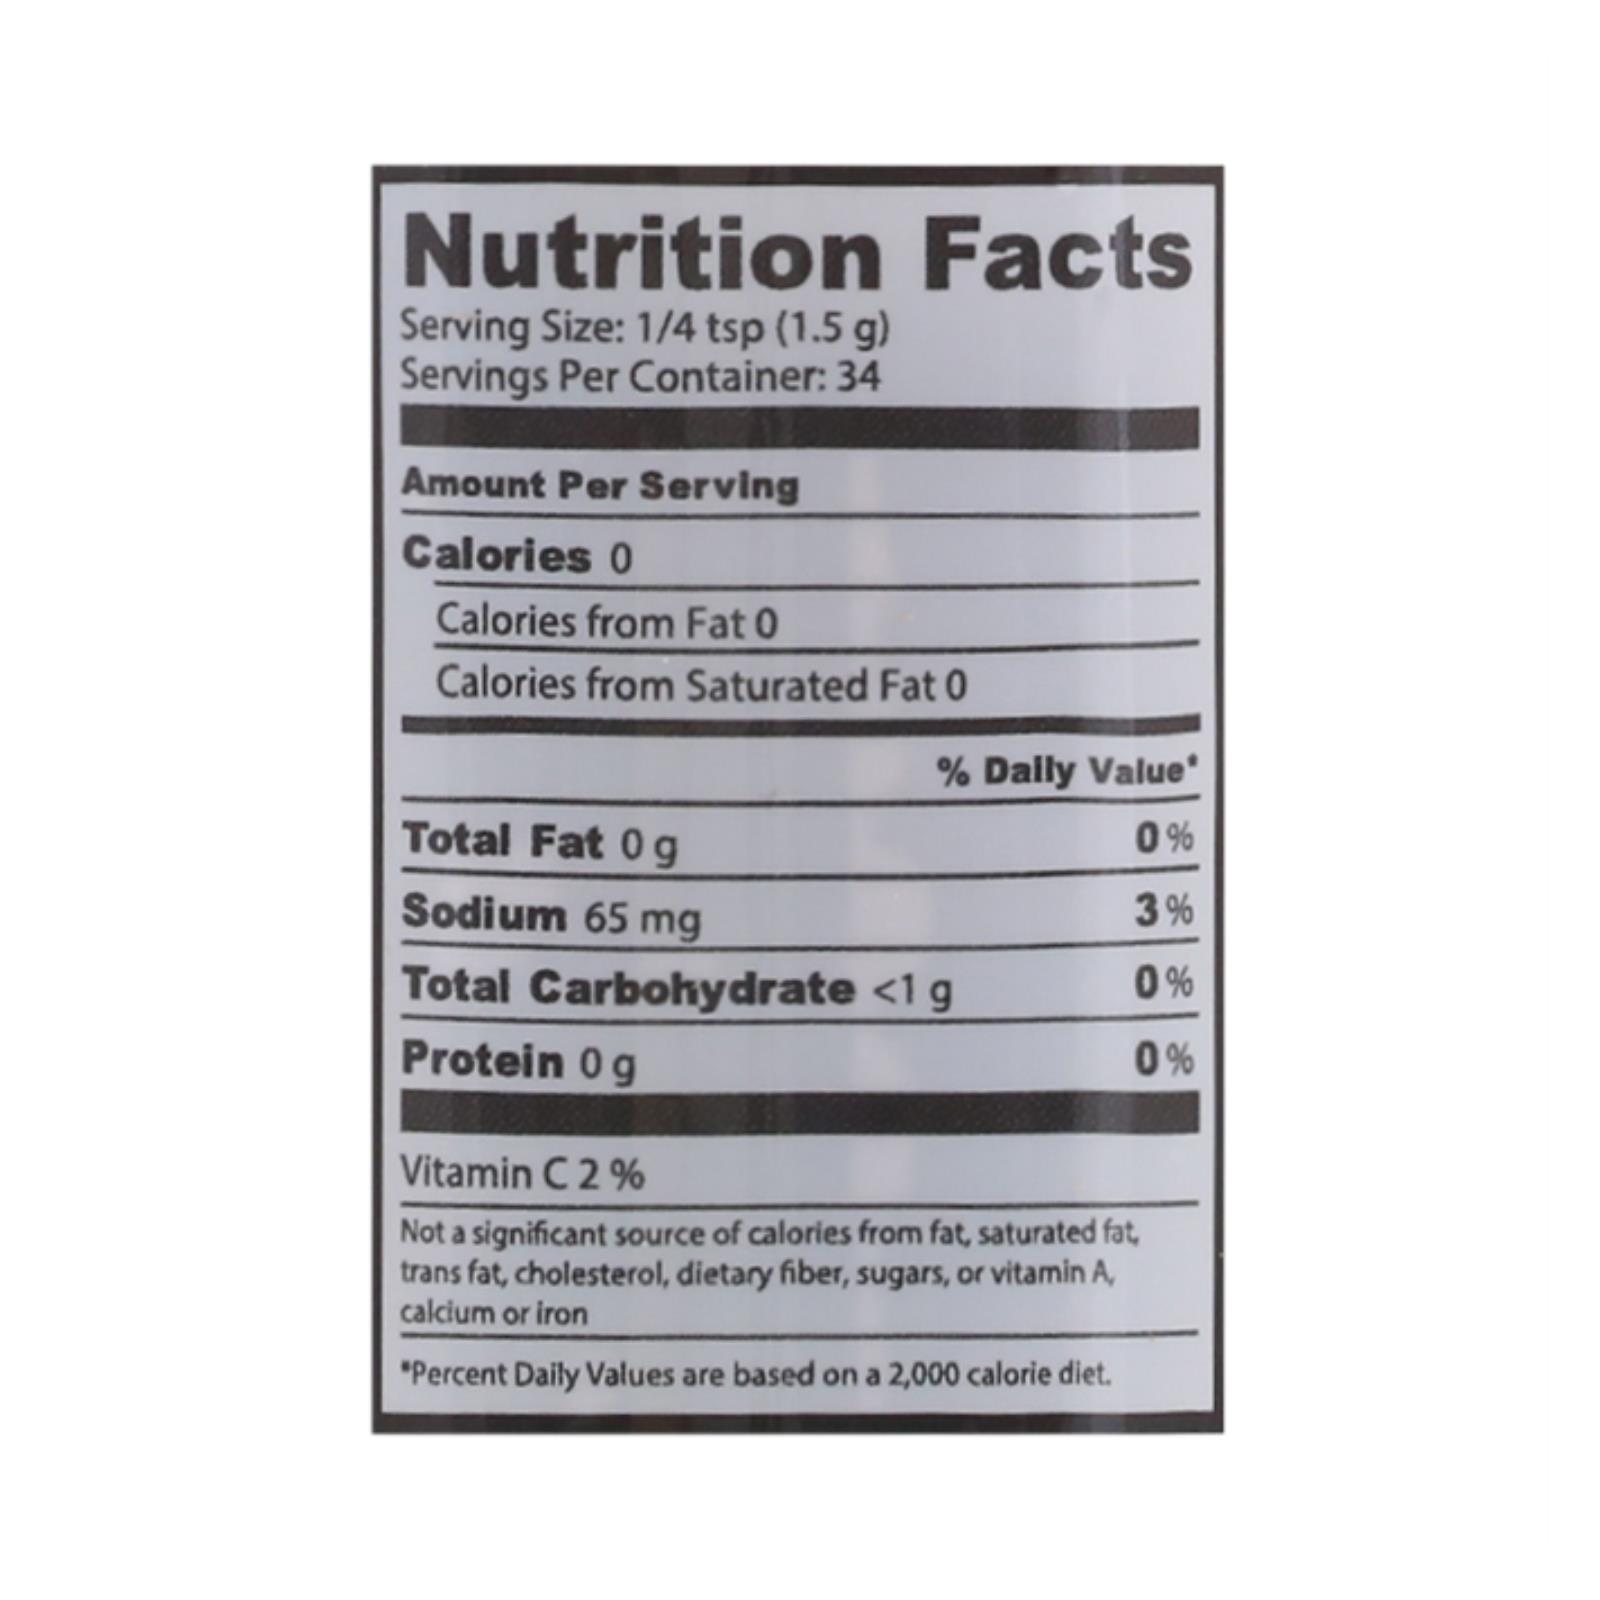 Nutrition Facts
Serving Size: 1/4 tsp (1.5 g)
Servings Per Container: 34
Amount Per Serving
Calories 0
Calories from Fat 0
Calories from Saturated Fat 0
% Daily Value*
Total Fat 0 g 0 %
Sodium 65 mg 3 %
Total Carbohydrate <1 g 0 %
Protein 0 g 0 %
Vitamin C 2 %
Not a significant source of calories from fat, saturated fat,
trans fat, cholesterol, dietary fiber, sugars, or vitamin A,
calcium or iron
*Percent Daily Values are based on a 2,000 calorie diet.